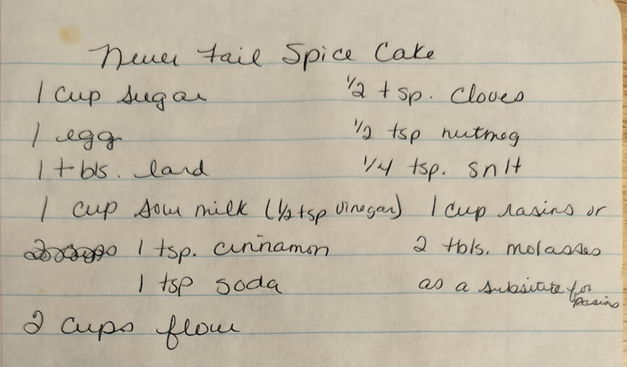 Never Fail Spice Cake
1 cup sugar ½ tsp. cloves
1 egg ½ tsp nutmeg
1 tbls. lard ¼ tsp. salt
1 cup sour milk (½ tsp vinegar) 1 cup rasins or
1 tsp. cinnamon 2 tbls. molasses
1 tsp soda as a subsitute for rasins
2 cups flour